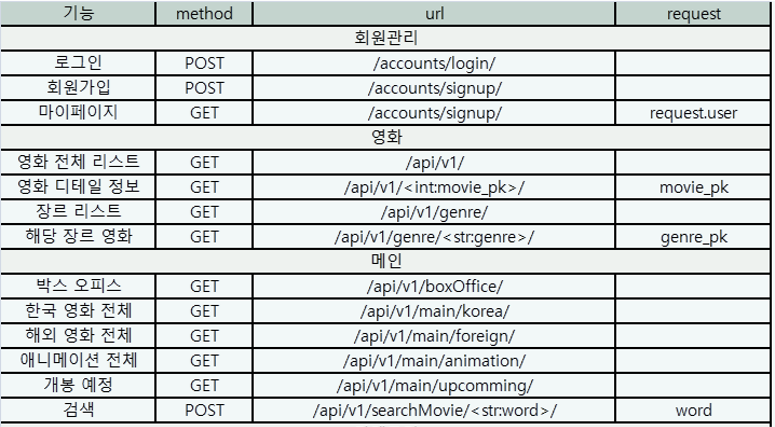 기능 method url request
회원관리
로그인 POST /accounts/login/
회원가입 POST /accounts/signup/
마이페이지 GET /accounts/signup/ request.user
영화
영화 전체 리스트 GET /api/v1/
영화 디테일 정보 GET /api/v1/<int:movie_pk>/ movie_pk
장르 리스트 GET /api/v1/genre/
해당 장르 영화 GET /api/v1/genre/<str:genre>/ genre_pk
메인
박스 오피스 GET /api/v1/boxOffice/
한국 영화 전체 GET /api/v1/main/korea/
해외 영화 전체 GET /api/v1/main/foreign/
애니메이션 전체 GET /api/v1/main/animation/
개봉 예정 GET /api/v1/main/upcomming/
검색 POST /api/v1/searchMovie/<str:word>/ word